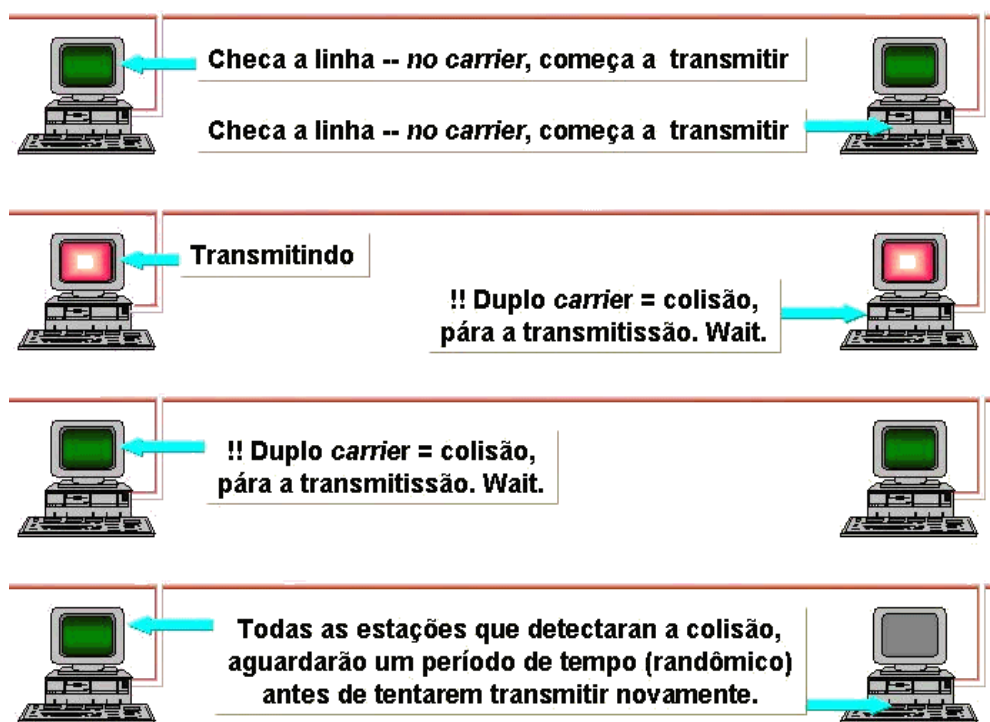 Checa a linha -- no carrier, começa a transmitir
Checa a linha -- no carrier, começa a transmitir
Transmitindo
!! Duplo carrier = colisão,
pára a transmitissão. Wait.
!! Duplo carrier = colisão,
pára a transmitissão. Wait.
Todas as estações que detectaran a colisão,
aguardarão um período de tempo (randômico)
antes de tentarem transmitir novamente.